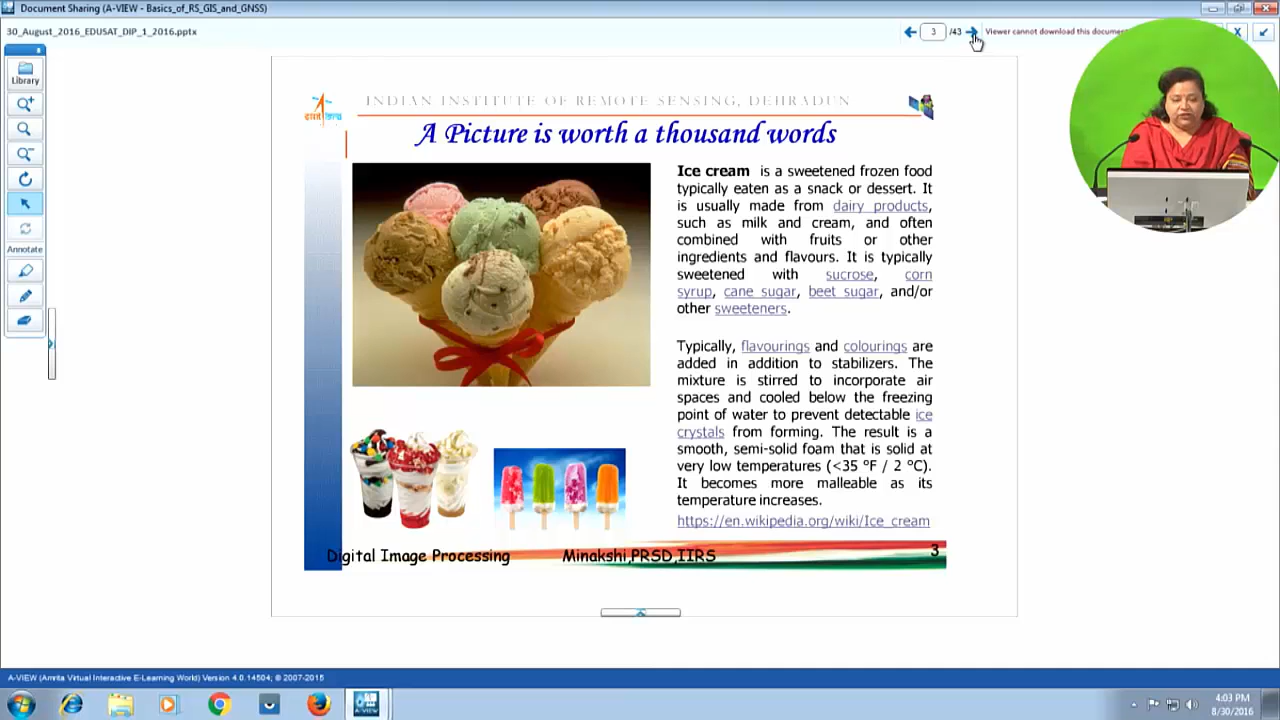 Document Sharing (A-VIEW - Basics_of_RS_GIS_and_GNSS)
30_August_2016_EDUSAT_DIP_1_2016.pptx
3 /43
Viewer cannot download this documen
Library
Annotate
INDIAN INSTITUTE OF REMOTE SENSING, DEHRADUN
A Picture is worth a thousand words
Ice cream is a sweetened frozen food
typically eaten as a snack or dessert. It
is usually made from dairy products,
such as milk and cream, and often
combined with fruits or other
ingredients and flavours. It is typically
sweetened with sucrose, corn
syrup, cane sugar, beet sugar, and/or
other sweeteners.
Typically, flavourings and colourings are
added in addition to stabilizers. The
mixture is stirred to incorporate air
spaces and cooled below the freezing
point of water to prevent detectable ice
crystals from forming. The result is a
smooth, semi-solid foam that is solid at
very low temperatures (<35 °F / 2 °C).
It becomes more malleable as its
temperature increases.
https://en.wikipedia.org/wiki/Ice_cream
Digital Image Processing Minakshi,PRSD,IIRS 3
A-VIEW (Amrita Virtual Interactive E-Learning World) Version 4.0.14504; © 2007-2015
A-VIEW
4:03 PM
8/30/2016